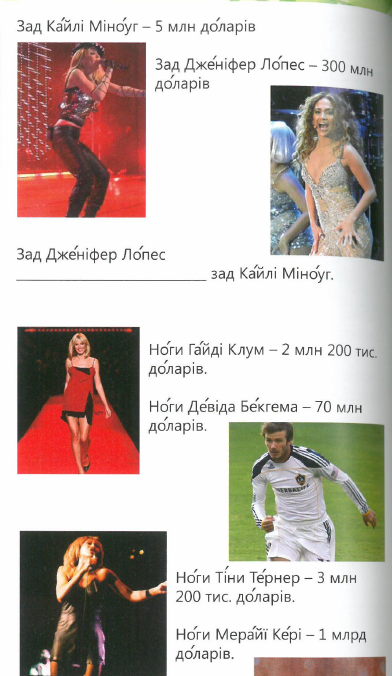 Зад Ка́йлі Міно́уг – 5 млн до́ларів
Зад Дже́ніфер Ло́пес – 300 млн
до́ларів
Зад Дже́ніфер Ло́пес
__________________________ зад Ка́йлі Міно́уг.
Но́ги Га́йді Клум – 2 млн 200 тис.
до́ларів.
Но́ги Де́віда Бе́кгема – 70 млн
до́ларів.
HERBALIFE
Но́ги Ті́ни Те́рнер – 3 млн
200 тис. до́ларів.
Но́ги Мера́йї Ке́рі – 1 млрд
до́ларів.